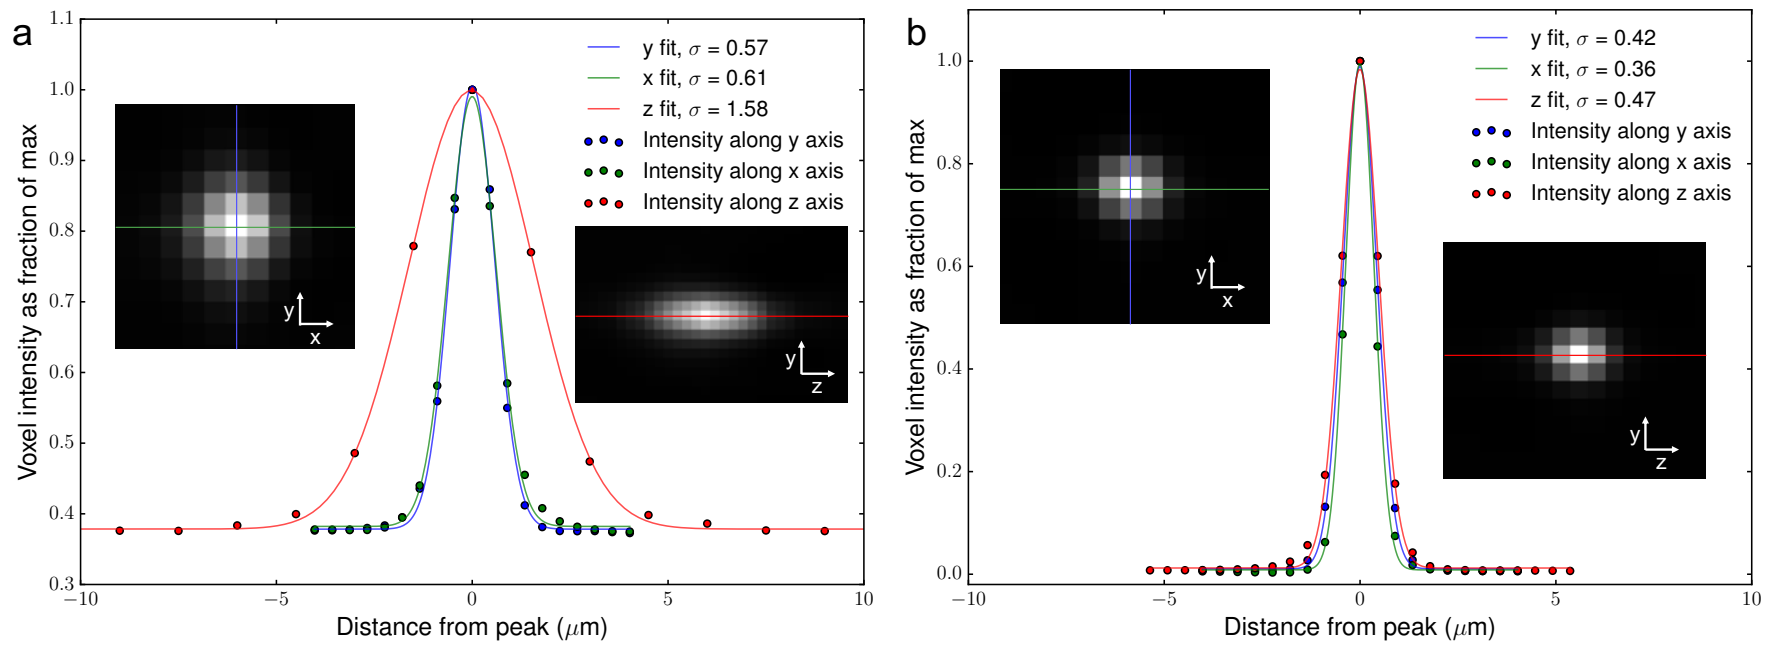 a
1.1
1.0
0.9
0.8
0.7
0.6
0.5
0.4
0.3
−10
−5
0
5
10
Voxel intensity as fraction of max
Distance from peak (μm)
y fit, σ = 0.57
x fit, σ = 0.61
z fit, σ = 1.58
Intensity along y axis
Intensity along x axis
Intensity along z axis
y
x
y
z
b
1.0
0.8
0.6
0.4
0.2
0.0
−10
−5
0
5
10
Voxel intensity as fraction of max
Distance from peak (μm)
y fit, σ = 0.42
x fit, σ = 0.36
z fit, σ = 0.47
Intensity along y axis
Intensity along x axis
Intensity along z axis
y
x
y
z